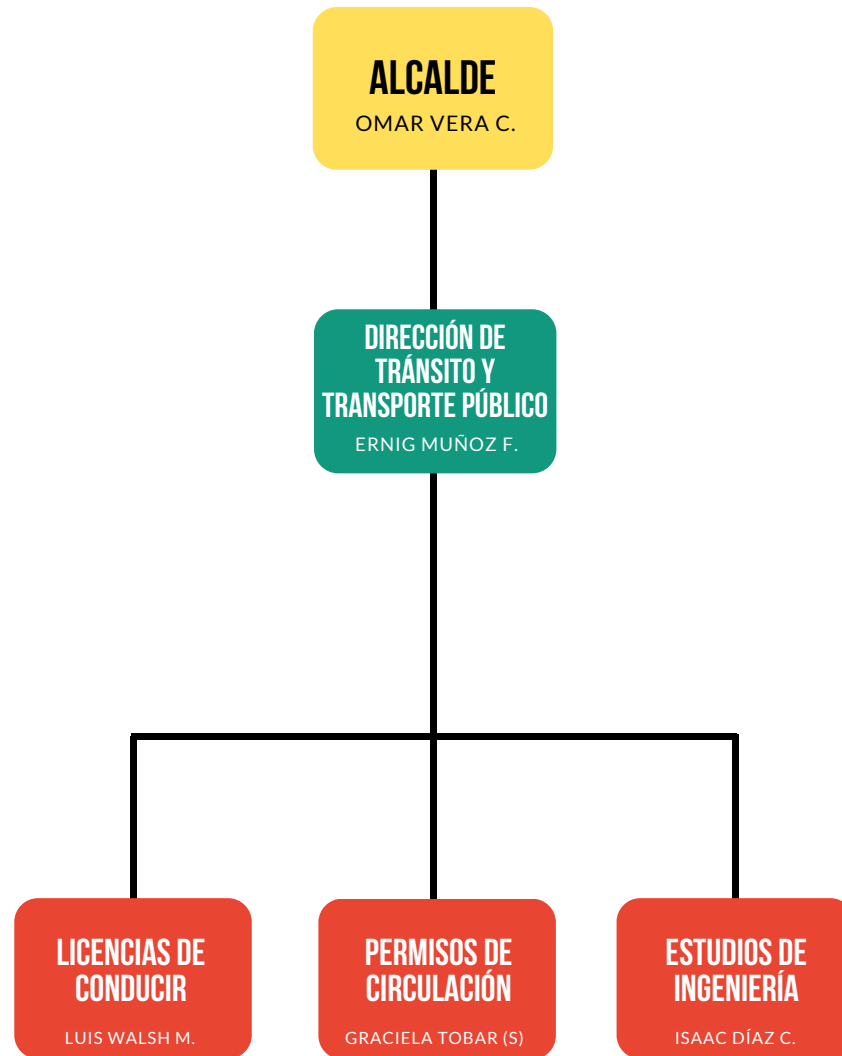 ALCALDE
OMAR VERA C.
DIRECCIÓN DE
TRÁNSITO Y
TRANSPORTE PÚBLICO
ERNIG MUÑOZ F.
LICENCIAS DE
CONDUCIR
LUIS WALSH M.
PERMISOS DE
CIRCULACIÓN
GRACIELA TOBAR (S)
ESTUDIOS DE
INGENIERÍA
ISAAC DÍAZ C.